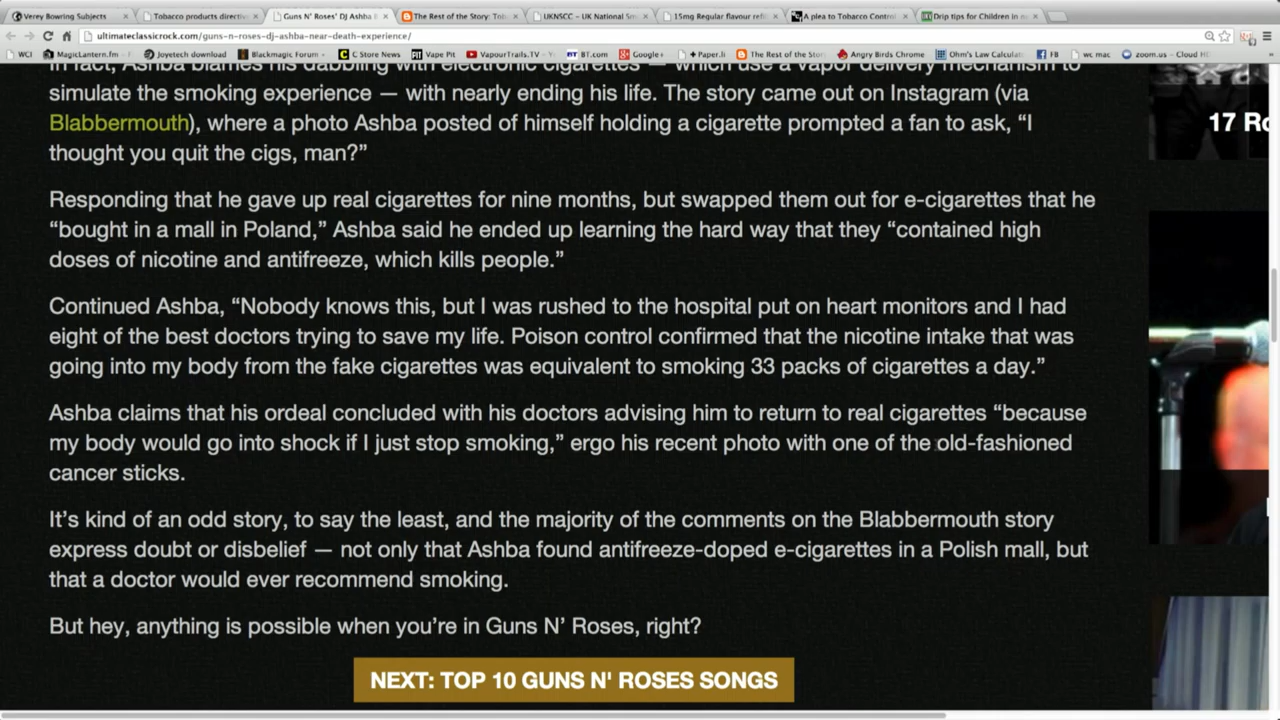 Verey Bowring Subjects
Tobacco products directiv
Guns N' Roses' DJ Ashba
The Rest of the Story: Tob
UKNSCC - UK National Sm
15mg Regular flavour refi
A plea to Tobacco Control
Drip tips for Children in n
ultimateclassicrock.com/guns-n-roses-dj-ashba-near-death-experience/
WCI MagicLantern.fm Joyetech download Blackmagic Forum C Store News Vape Pit VapourTrails.TV BT.com Google+ + Paper.li The Rest of the Story Angry Birds Chrome Ohm's Law Calculat FB wc mac zoom.us – Cloud
In fact, Ashba blames his dabbling with electronic cigarettes — which use a vapor delivery mechanism to
simulate the smoking experience — with nearly ending his life. The story came out on Instagram (via
Blabbermouth), where a photo Ashba posted of himself holding a cigarette prompted a fan to ask, “I
thought you quit the cigs, man?”
Responding that he gave up real cigarettes for nine months, but swapped them out for e-cigarettes that he
“bought in a mall in Poland,” Ashba said he ended up learning the hard way that they “contained high
doses of nicotine and antifreeze, which kills people.”
Continued Ashba, “Nobody knows this, but I was rushed to the hospital put on heart monitors and I had
eight of the best doctors trying to save my life. Poison control confirmed that the nicotine intake that was
going into my body from the fake cigarettes was equivalent to smoking 33 packs of cigarettes a day.”
Ashba claims that his ordeal concluded with his doctors advising him to return to real cigarettes “because
my body would go into shock if I just stop smoking,” ergo his recent photo with one of the old-fashioned
cancer sticks.
It’s kind of an odd story, to say the least, and the majority of the comments on the Blabbermouth story
express doubt or disbelief — not only that Ashba found antifreeze-doped e-cigarettes in a Polish mall, but
that a doctor would ever recommend smoking.
But hey, anything is possible when you’re in Guns N’ Roses, right?
NEXT: TOP 10 GUNS N' ROSES SONGS
17 Ro